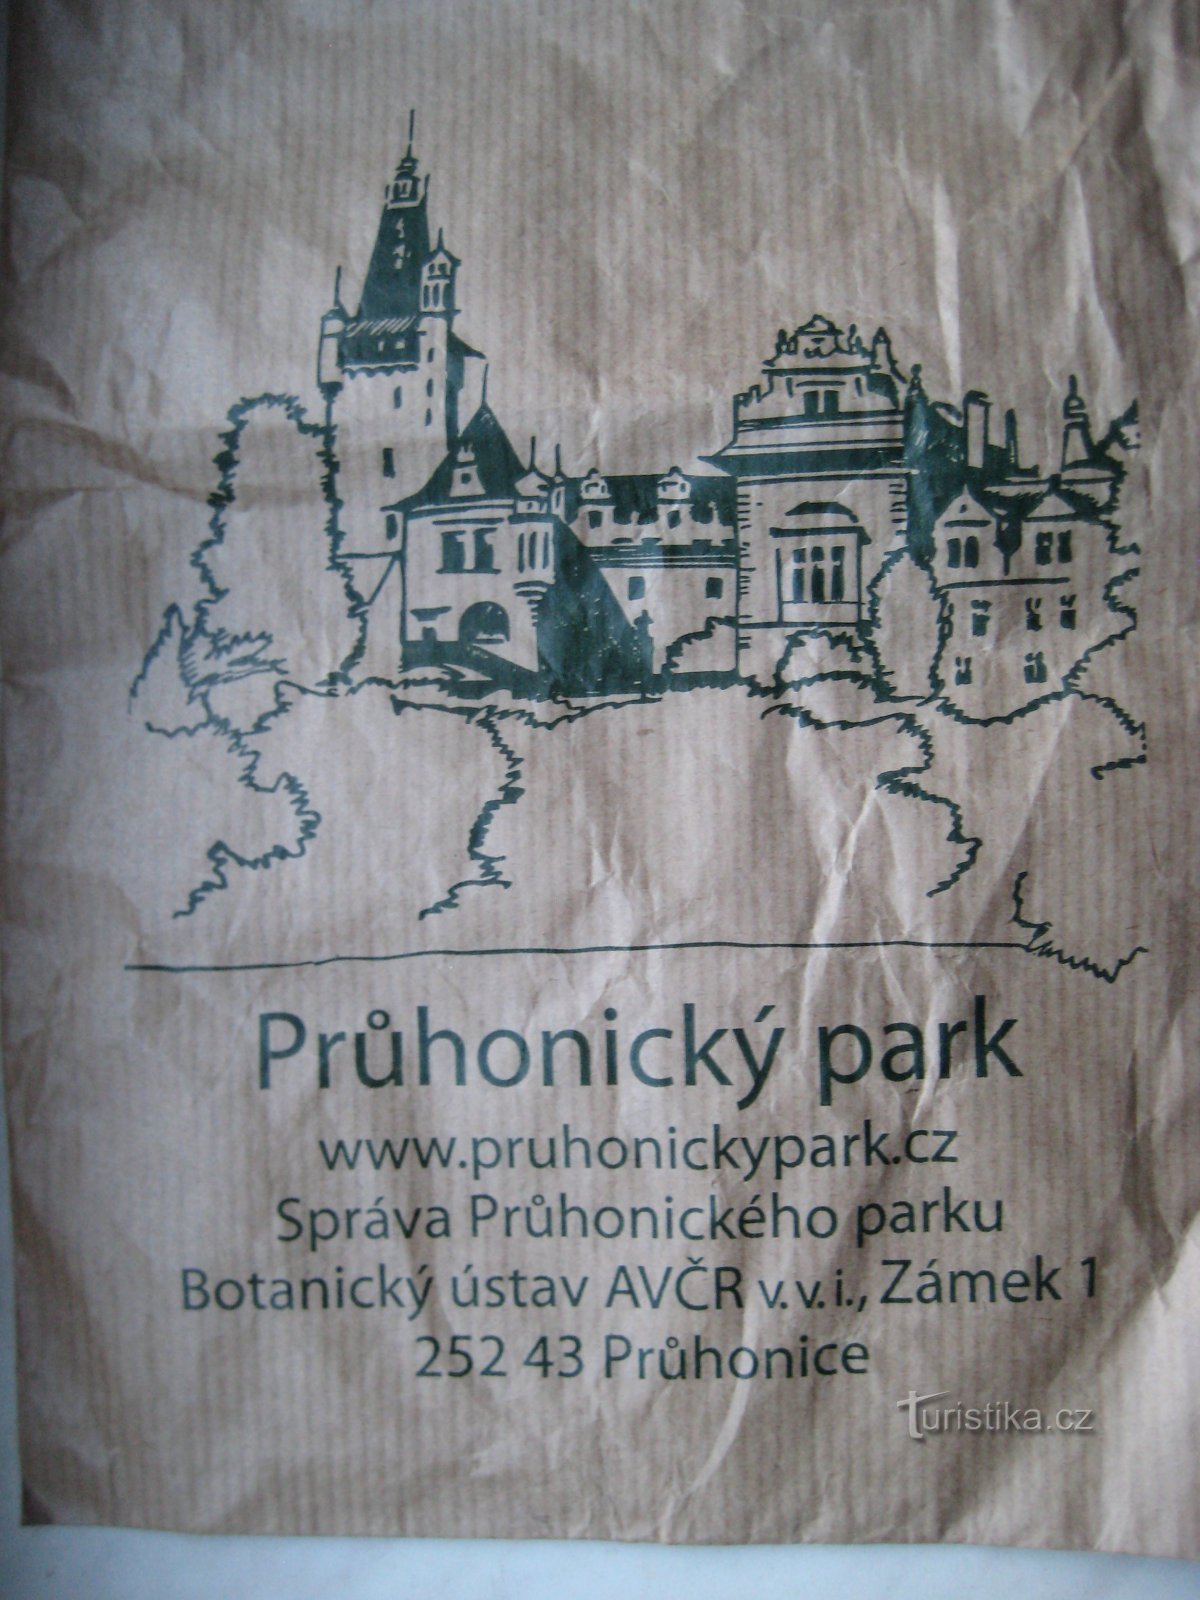 Průhonický park
www.pruhonickypark.cz
Správa Průhonického parku
Botanický ústav AVČR v.v.i., Zámek 1
252 43 Průhonice
Turistika.cz